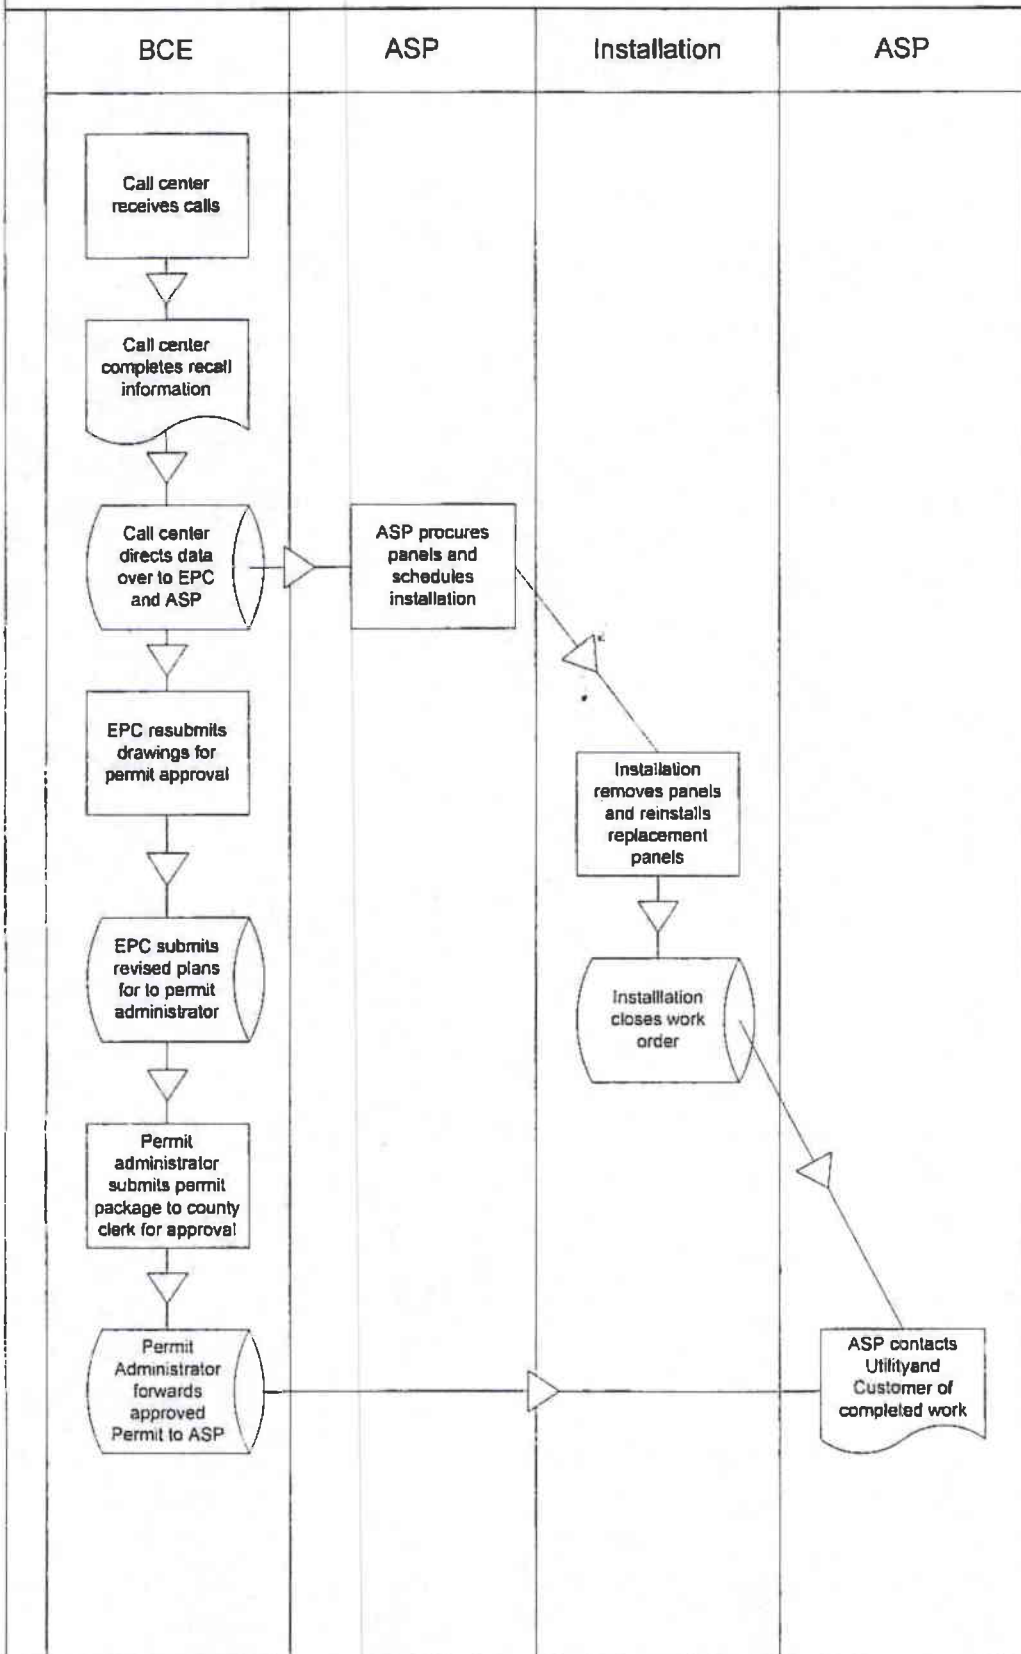 BCE
ASP
Installation
ASP
Call center
receives calls
Call center
completes recall
information
Call center
directs data
over to EPC
and ASP
ASP procures
panels and
schedules
installation
EPC resubmits
drawings for
permit approval
Installation
removes panels
and reinstalls
replacement
panels
EPC submits
revised plans
for to permit
administrator
Installlation
closes work
order
Permit
administrator
submits permit
package to county
clerk for approval
Permit
Administrator
forwards
approved
Permit to ASP
ASP contacts
Utilityand
Customer of
completed work